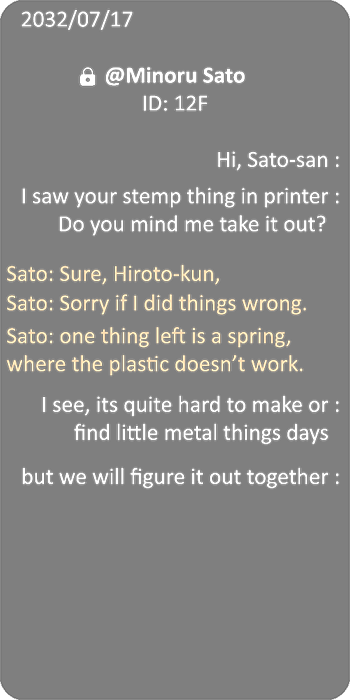 2032/07/17
@Minoru Sato
ID: 12F
Hi, Sato-san :
I saw your stemp thing in printer :
Do you mind me take it out?
Sato: Sure, Hiroto-kun,
Sato: Sorry if I did things wrong.
Sato: one thing left is a spring,
where the plastic doesn’t work.
I see, its quite hard to make or :
find little metal things days
but we will figure it out together :